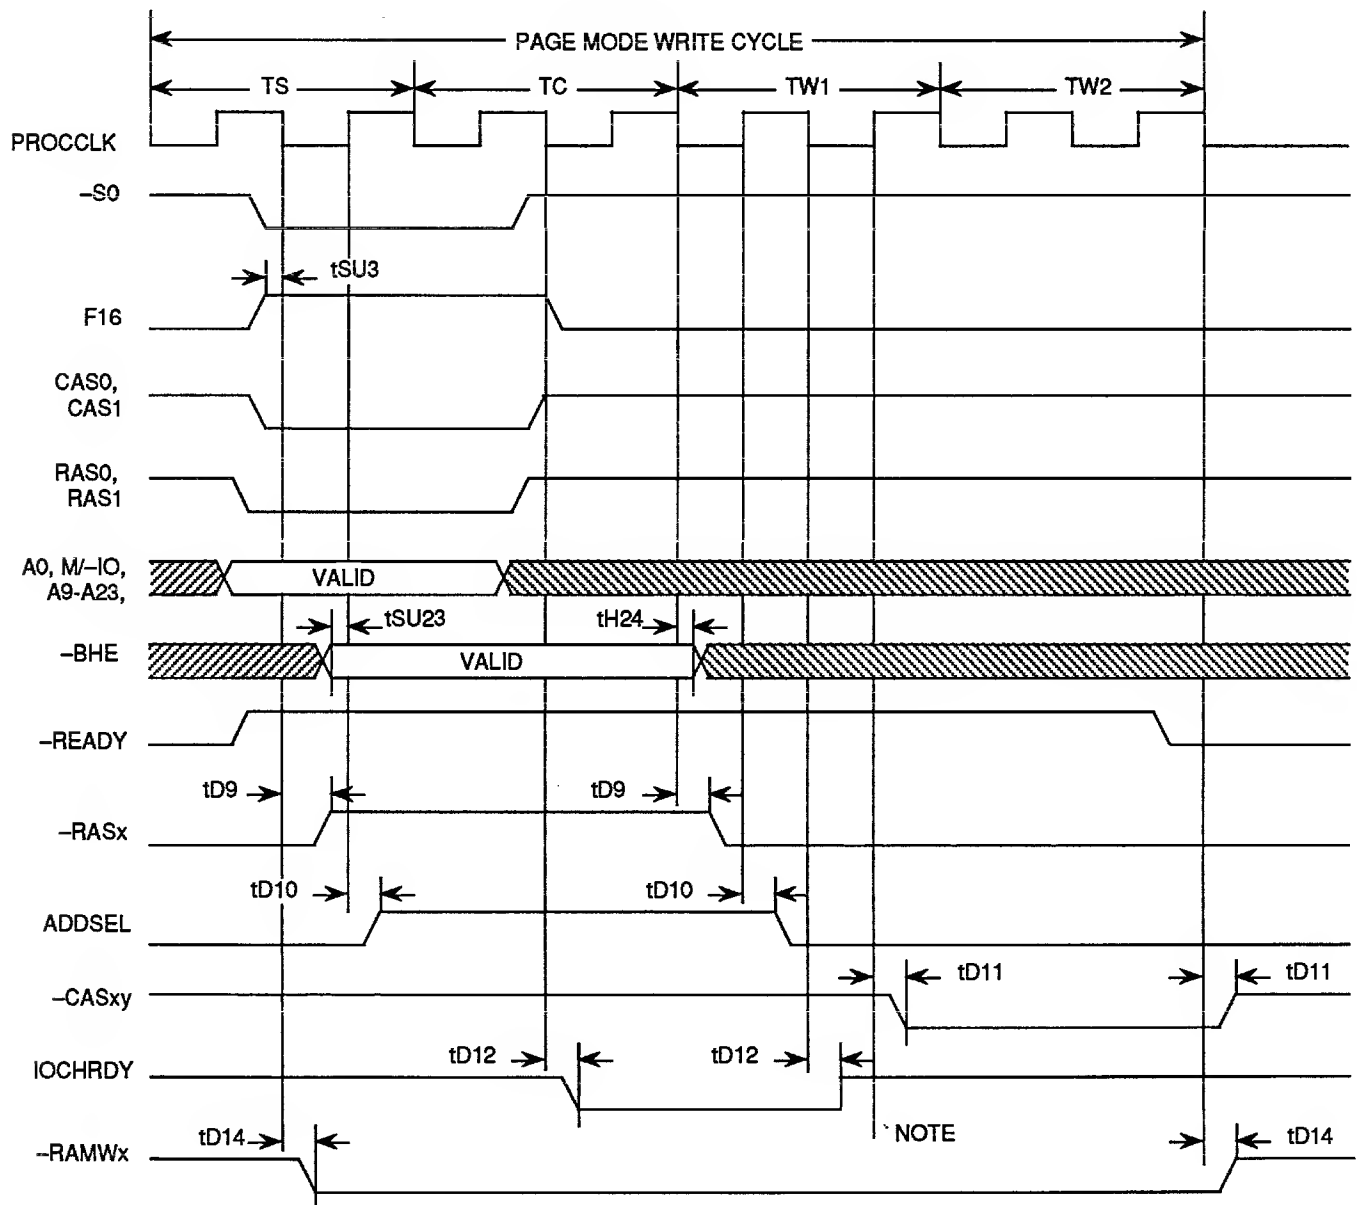 PAGE MODE WRITE CYCLE
TS TC TW1 TW2
PROCCLK
–S0
tSU3
F16
CAS0,
CAS1
RAS0,
RAS1
A0, M/–IO,
A9-A23,
VALID
tSU23 tH24
–BHE
VALID
–READY
tD9 tD9
–RASx
tD10 tD10
ADDSEL
tD11 tD11
–CASxy
tD12 tD12
IOCHRDY
NOTE
tD14 tD14
–RAMWx